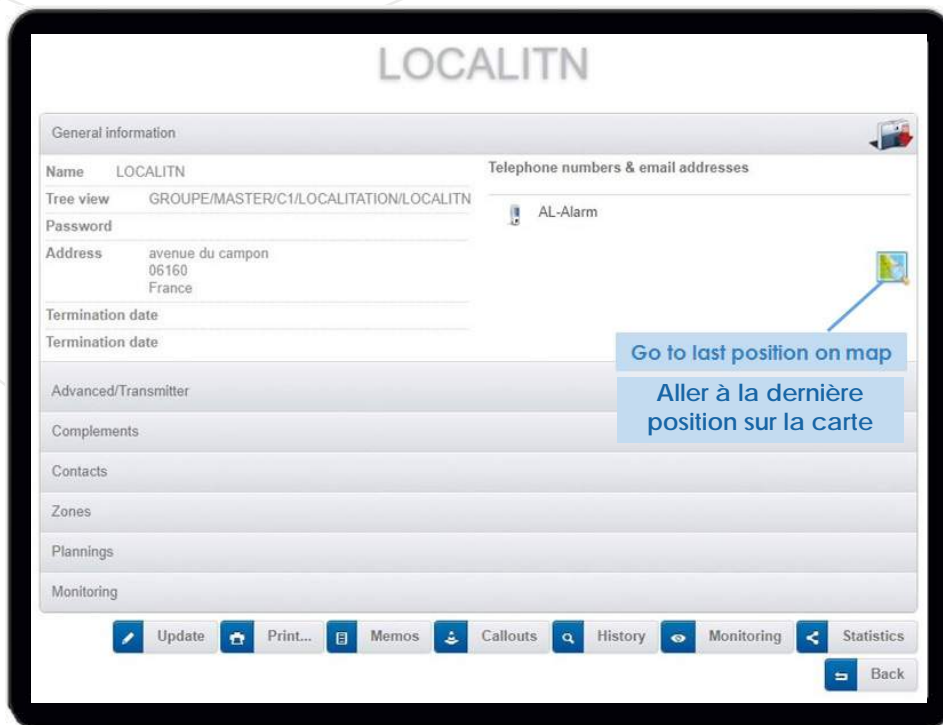 LOCALITN
General information
Name LOCALITN
Tree view GROUPE/MASTER/C1/LOCALITATION/LOCALITN
Password
Address avenue du campon
06160
France
Termination date
Termination date
Telephone numbers & email addresses
AL-Alarm
Go to last position on map
Aller à la dernière
position sur la carte
Advanced/Transmitter
Complements
Contacts
Zones
Plannings
Monitoring
Update Print... Memos Callouts History Monitoring Statistics
Back